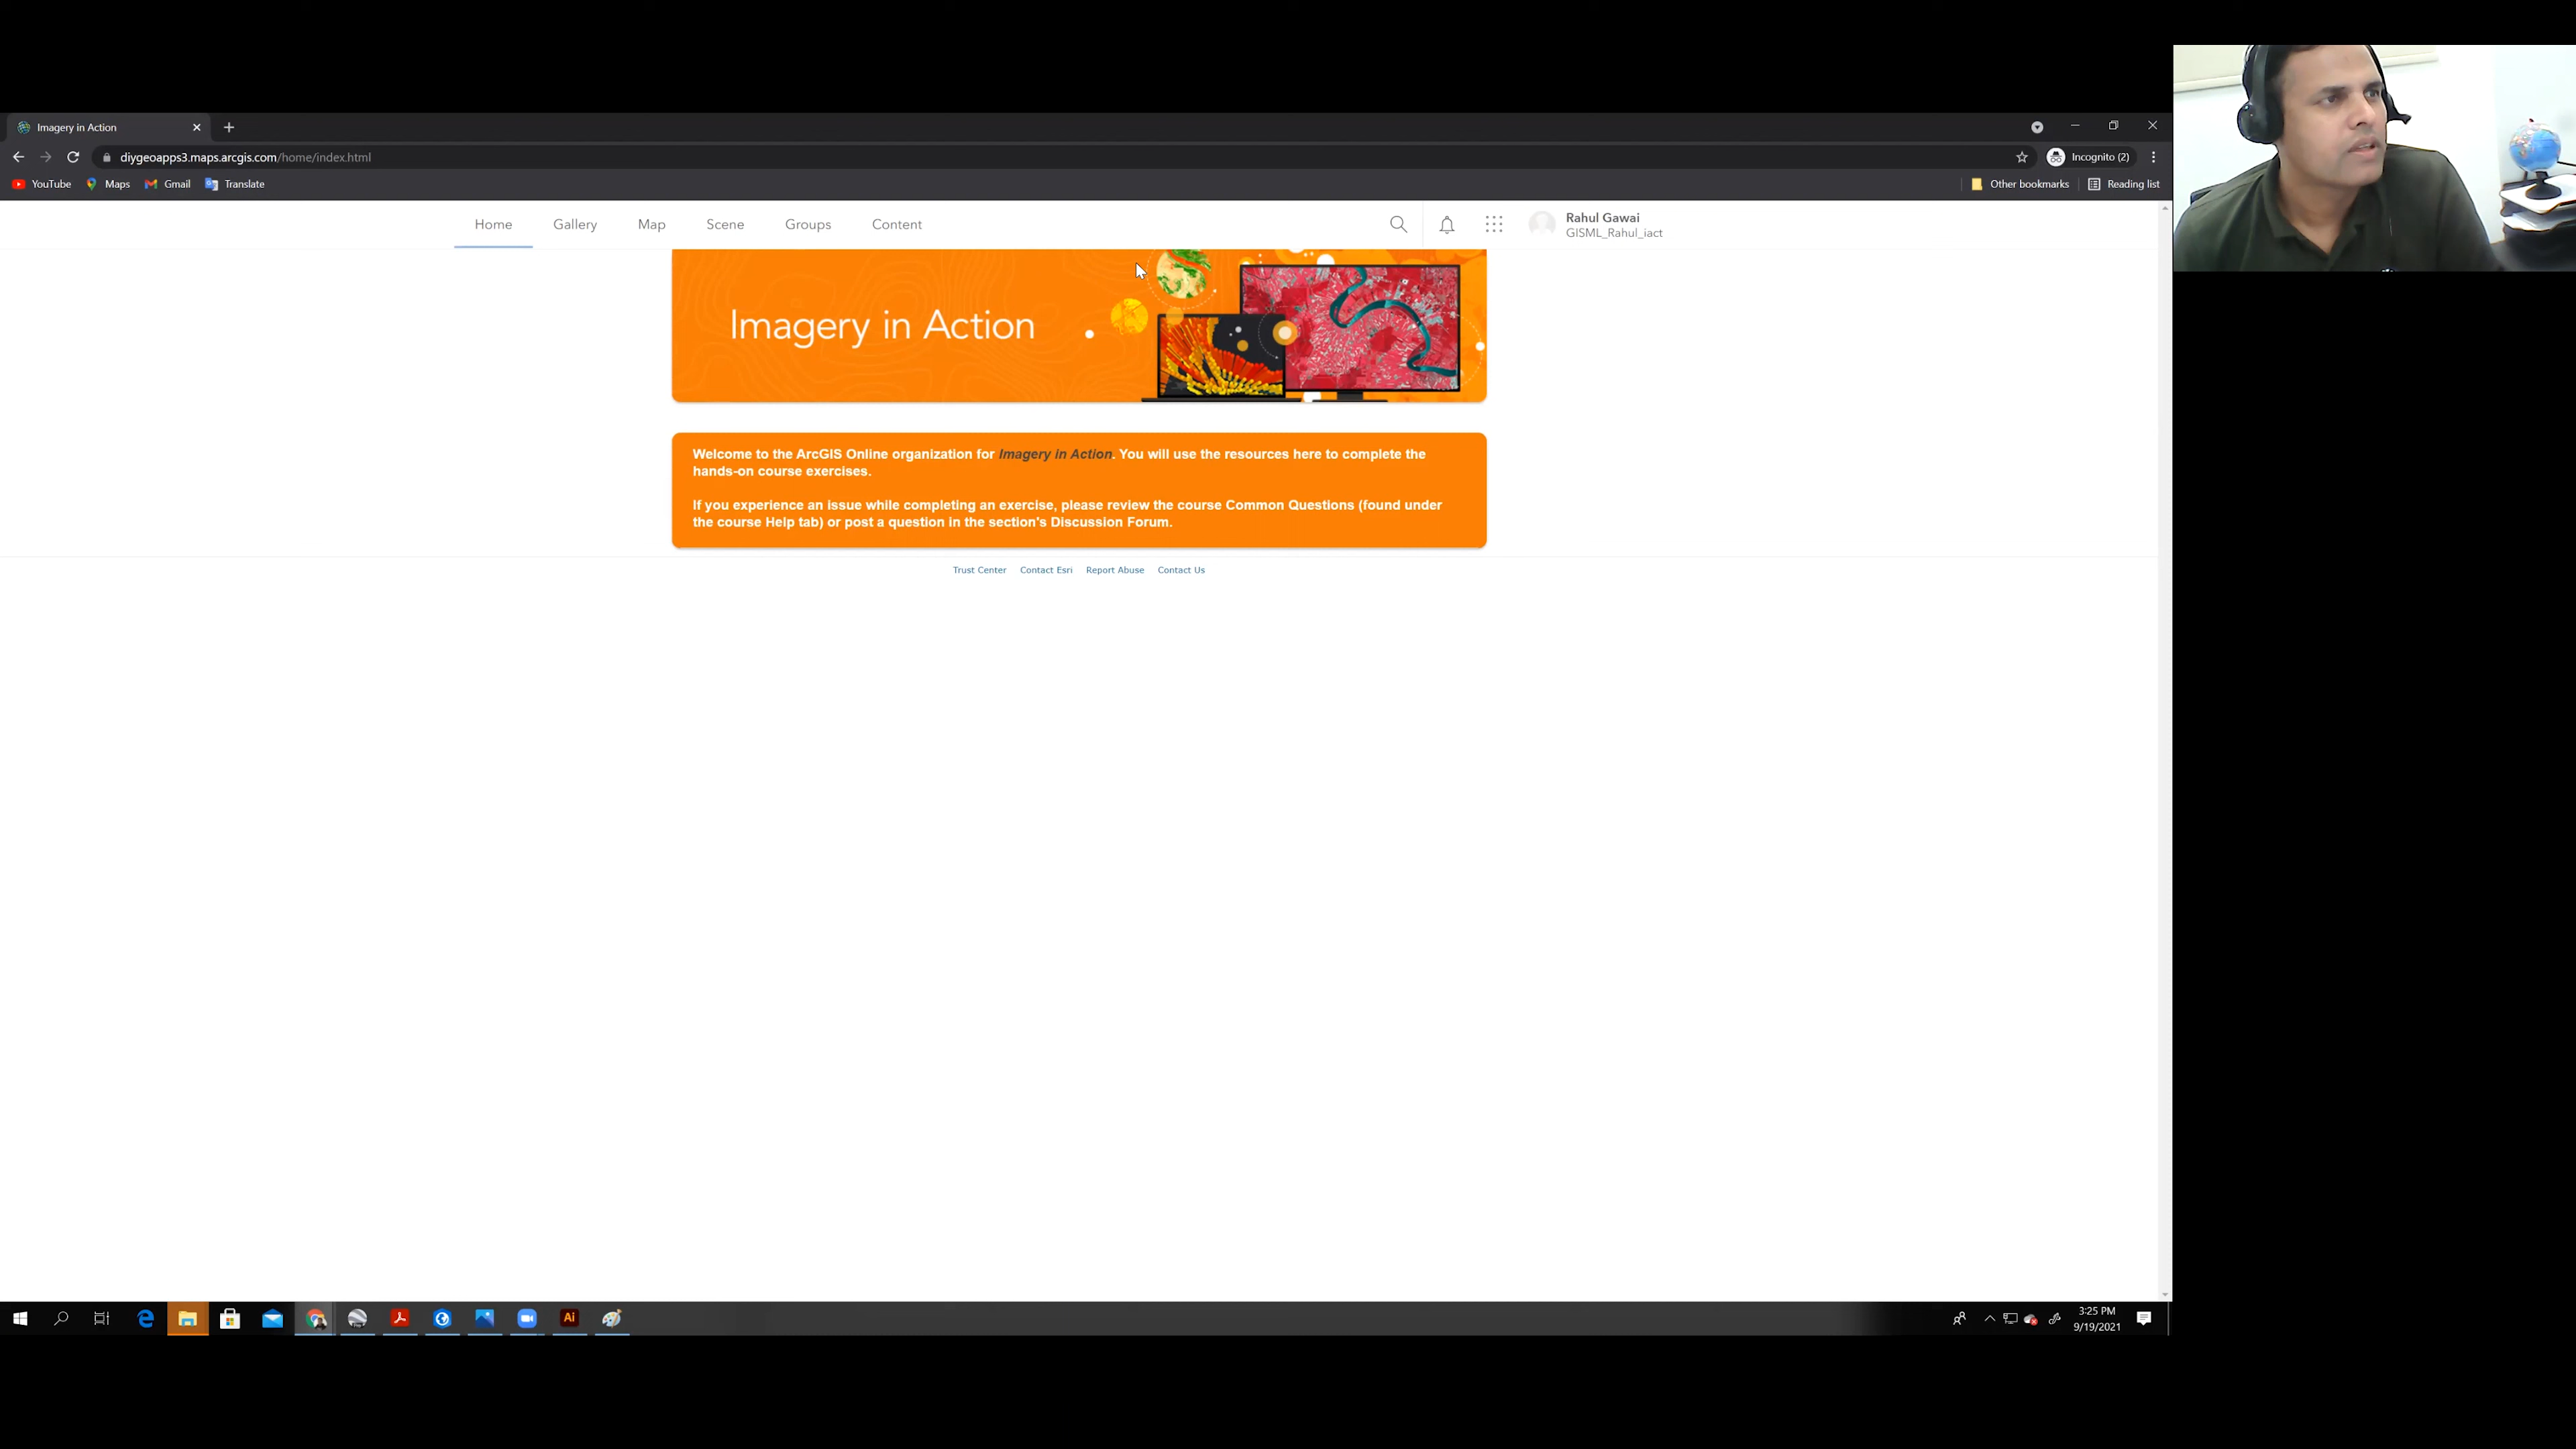 Imagery in Action
diygeoapps3.maps.arcgis.com/home/index.html
Incognito (2)
YouTube
Maps
Gmail
Translate
Other bookmarks
Reading list
Home
Gallery
Map
Scene
Groups
Content
Rahul Gawai
GISML_Rahul_iact
Imagery in Action
Welcome to the ArcGIS Online organization for Imagery in Action. You will use the resources here to complete the
hands-on course exercises.
If you experience an issue while completing an exercise, please review the course Common Questions (found under
the course Help tab) or post a question in the section's Discussion Forum.
Trust Center
Contact Esri
Report Abuse
Contact Us
Ai
3:25 PM
9/19/2021